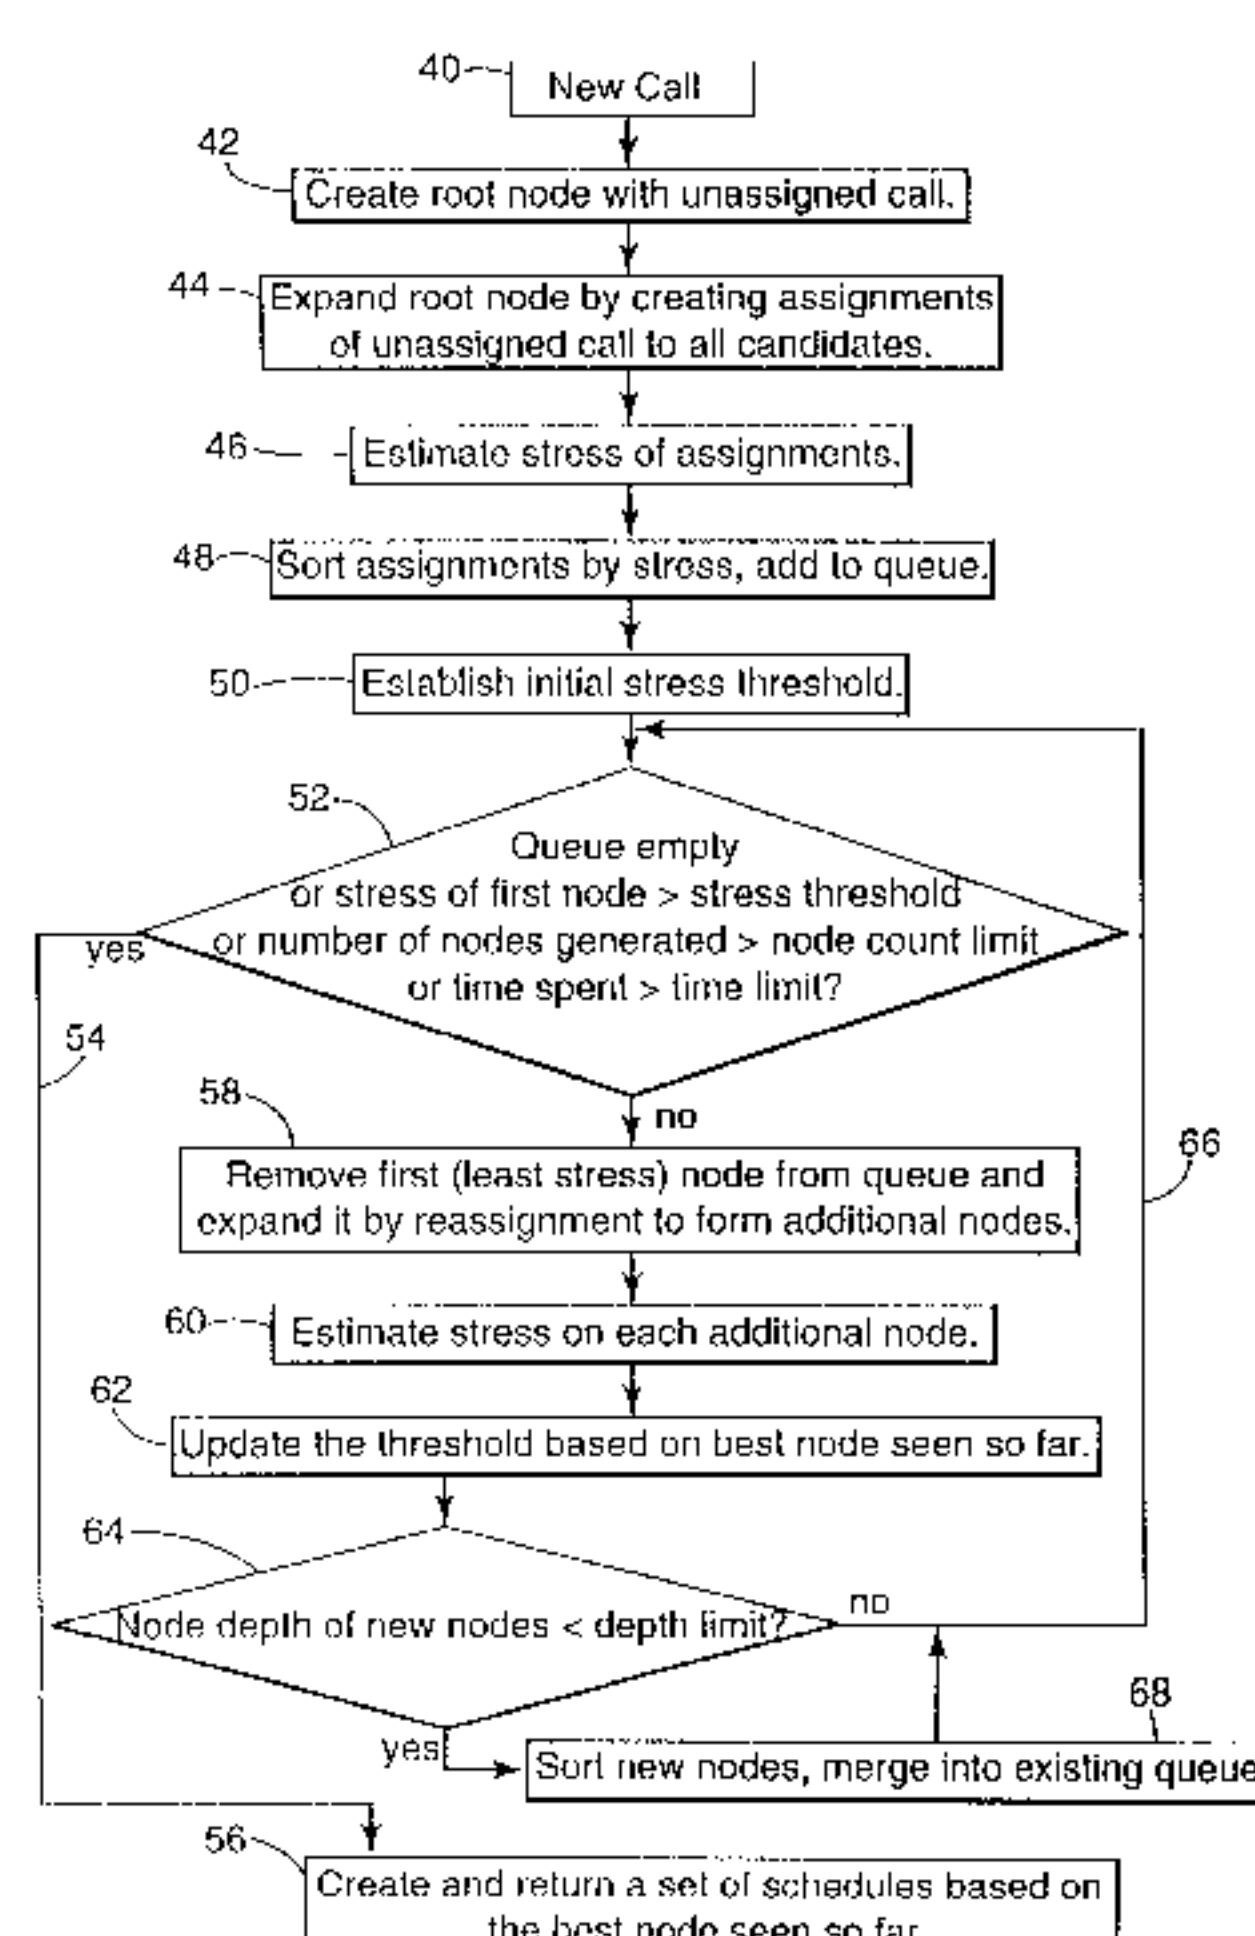 40
New Call
42
Create root node with unassigned call.
44
Expand root node by creating assignments
of unassigned call to all candidates.
46
Estimate stress of assignments.
48
Sort assignments by stress, add to queue.
50
Establish initial stress threshold.
52
Queue empty
or stress of first node > stress threshold
or number of nodes generated > node count limit
or time spent > time limit?
yes
54
no
58
Remove first (least stress) node from queue and
expand it by reassignment to form additional nodes.
66
60
Estimate stress on each additional node.
62
Update the threshold based on best node seen so far.
64
Node depth of new nodes < depth limit?
no
yes
68
Sort new nodes, merge into existing queue
56
Create and return a set of schedules based on
the best node seen so far